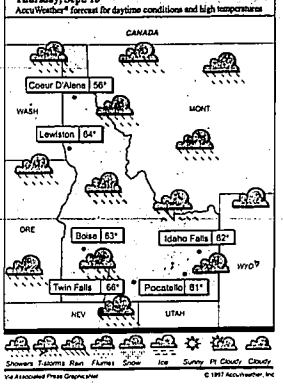 Thursday, Sept 18
AccuWeather® forecast for daytime conditions and high temperatures
CANADA
Coeur D'Alene 56°
WASH
MONT.
Lewiston 64°
ORE
Boise 63°
Idaho Falls 62°
WYO
Twin Falls 66°
Pocatello 61°
NEV
UTAH
Showers T-storms Rain Flurries Snow Ice Sunny Pt Cloudy Cloudy
Via Associated Press GraphicsNet
© 1997 AccuWeather, Inc